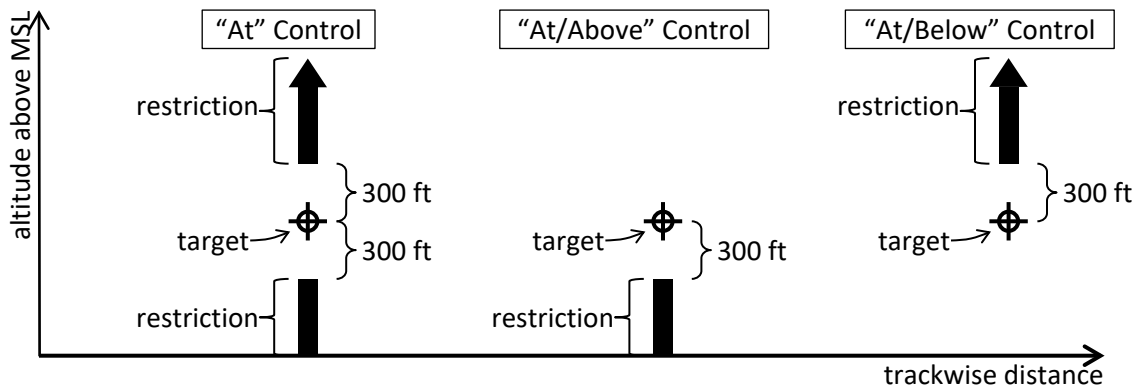 “At” Control
“At/Above” Control
“At/Below” Control
altitude above MSL
restriction
restriction
300 ft
300 ft
target
target
target
300 ft
300 ft
restriction
restriction
trackwise distance